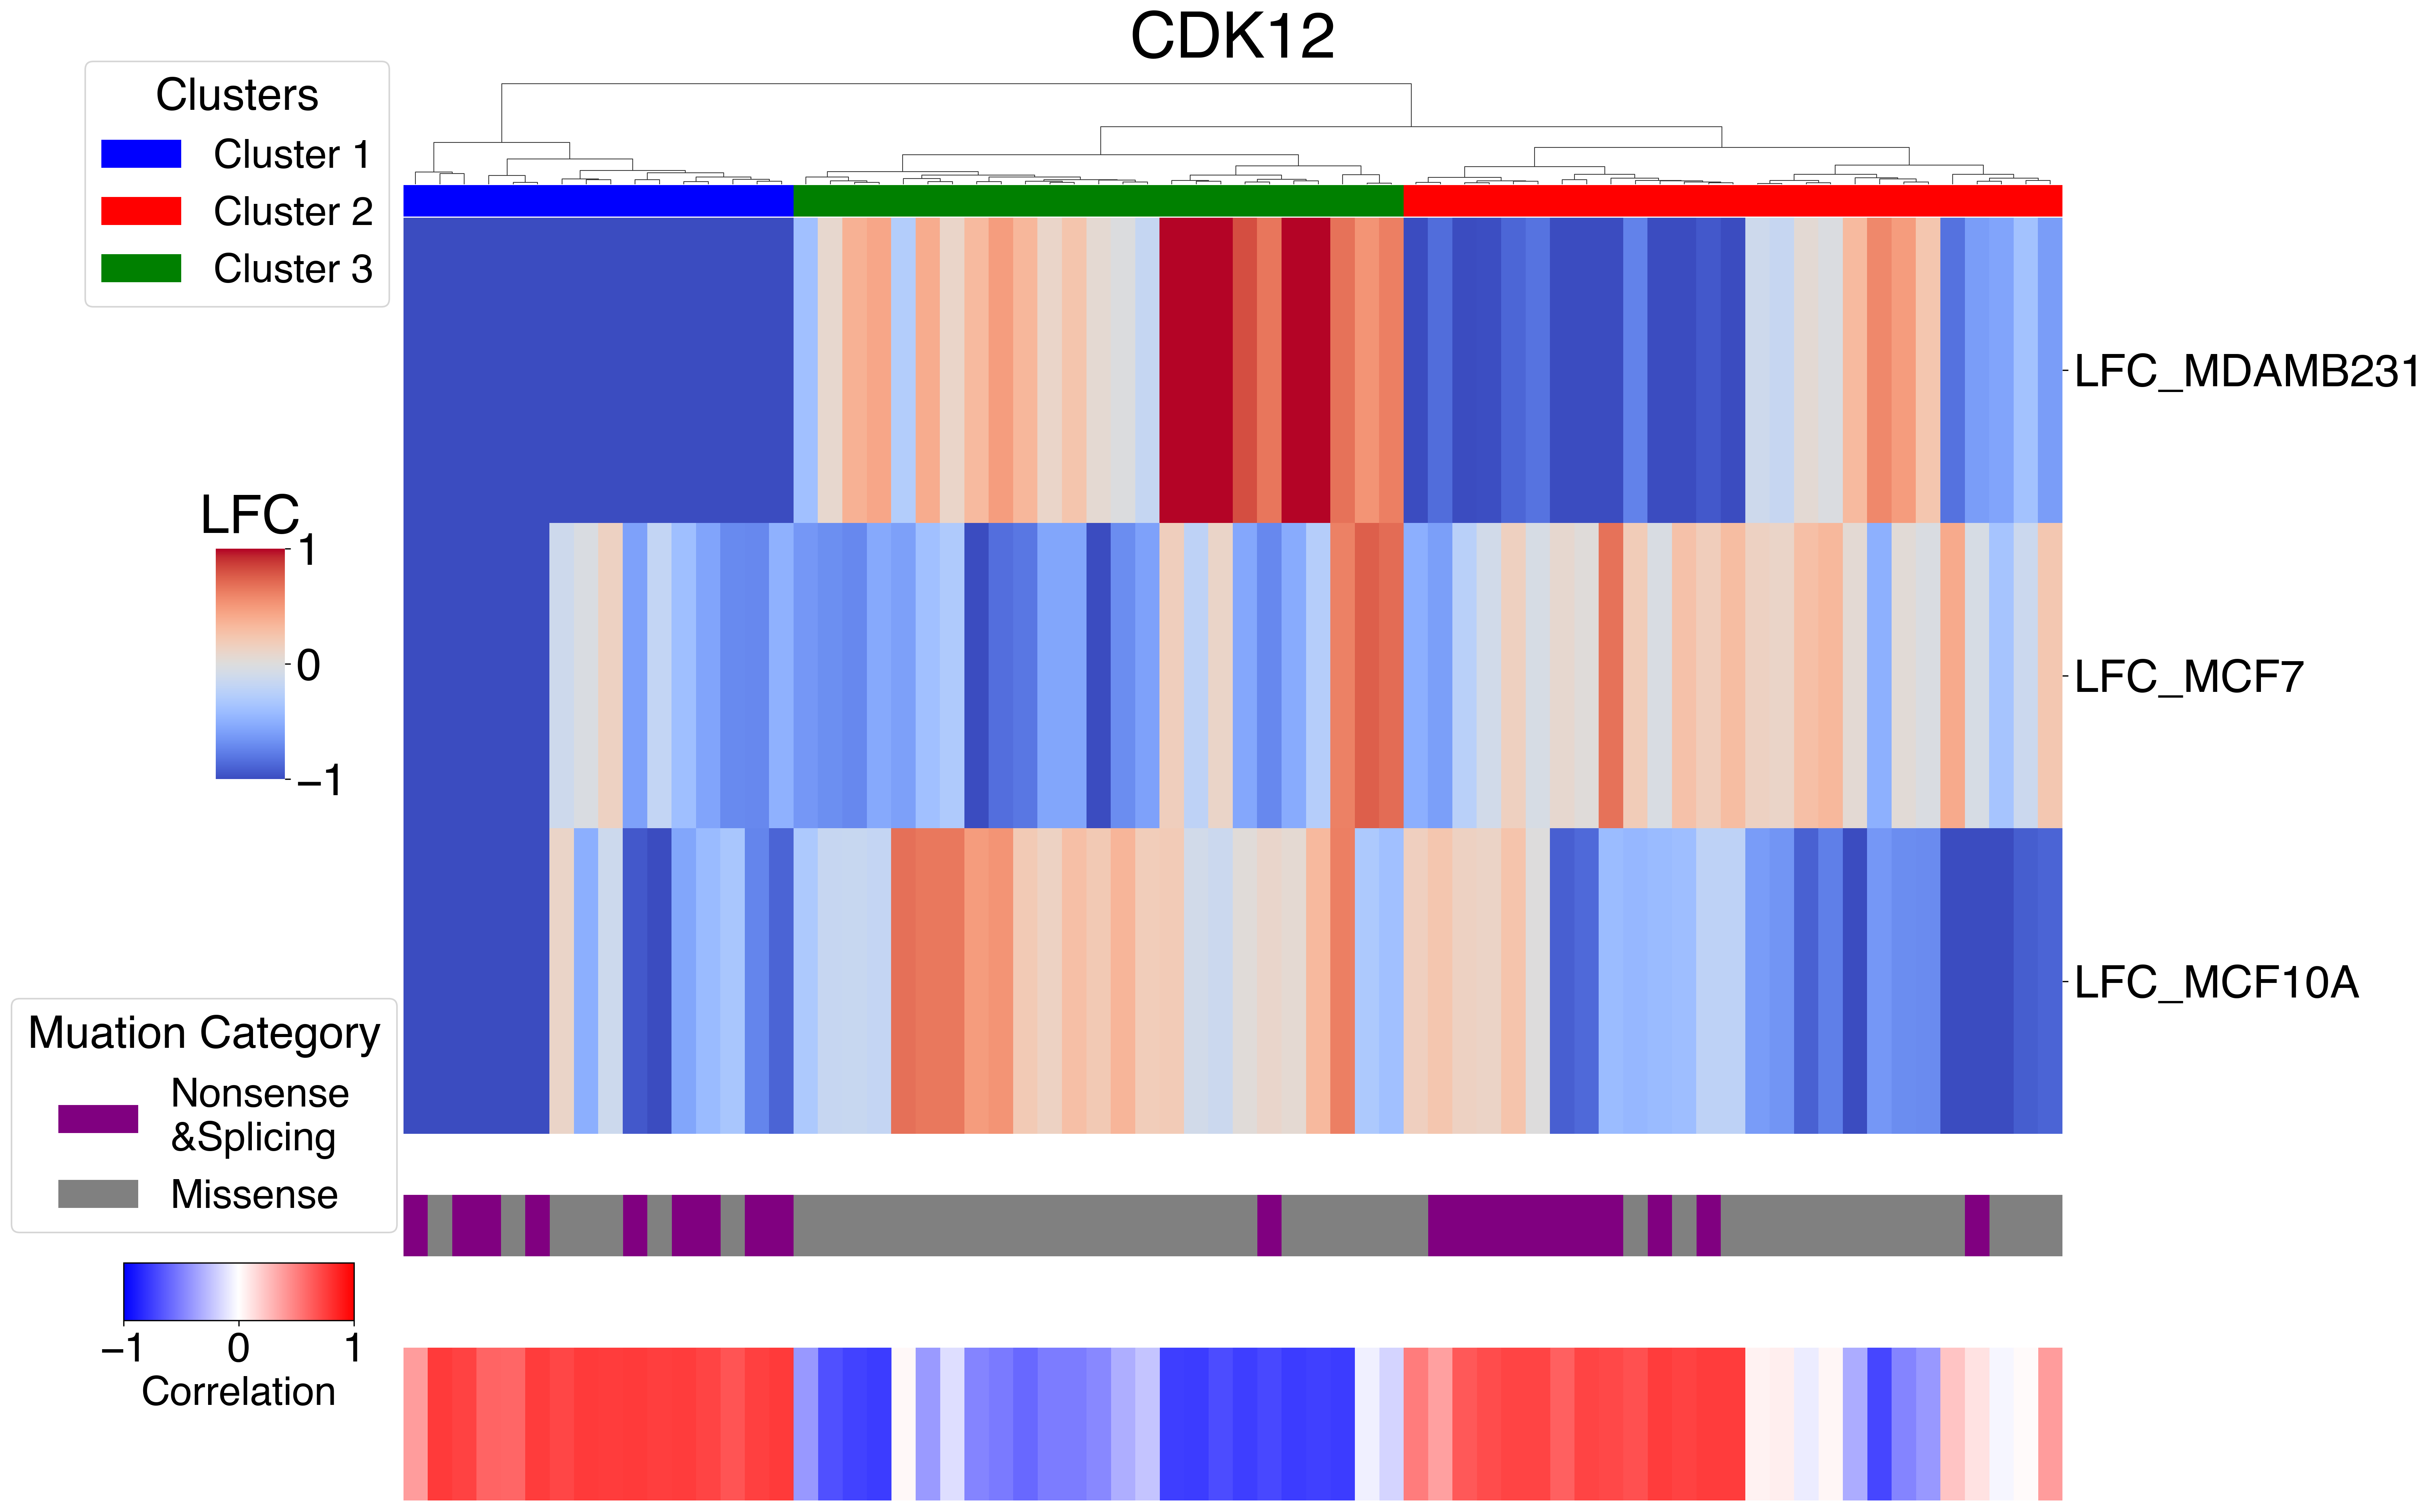 CDK12
Clusters
Cluster 1
Cluster 2
Cluster 3
LFC_MDAMB231
LFC
1
0
−1
LFC_MCF7
LFC_MCF10A
Muation Category
Nonsense
&Splicing
Missense
−1 0 1
Correlation